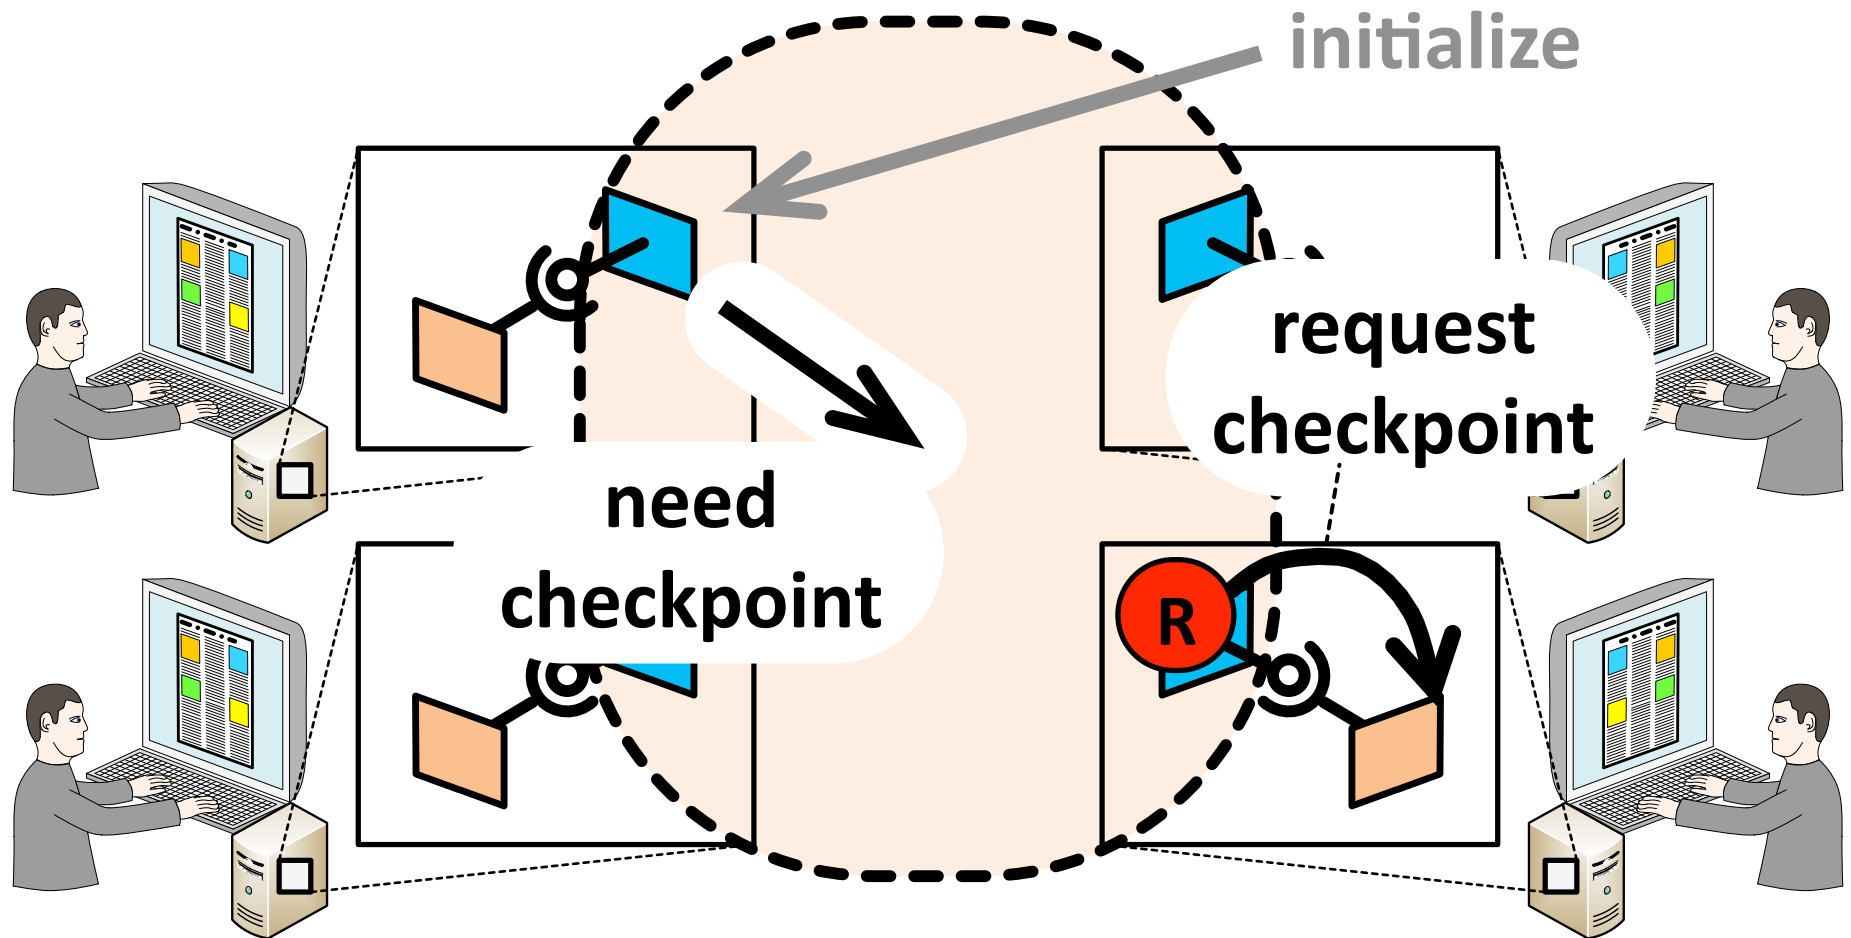 initialize
request
checkpoint
need
checkpoint
R